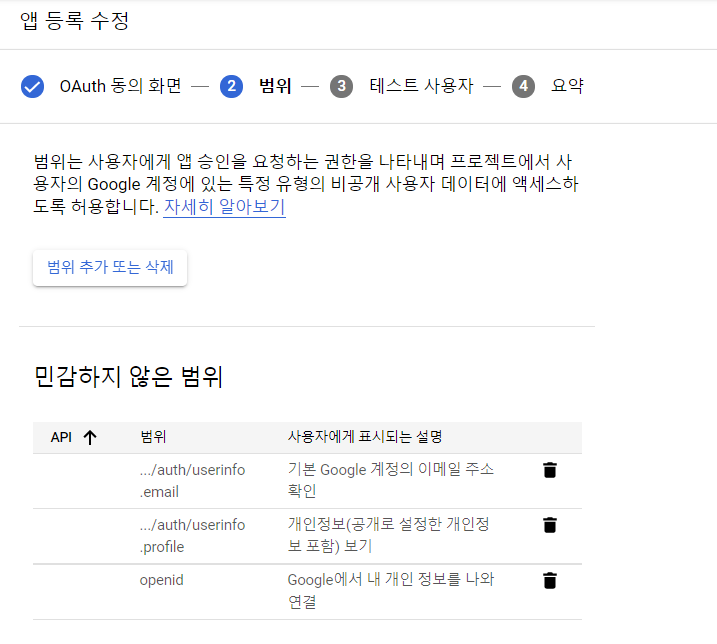 앱 등록 수정
OAuth 동의 화면 — 2 범위 — 3 테스트 사용자 — 4 요약
범위는 사용자에게 앱 승인을 요청하는 권한을 나타내며 프로젝트에서 사
용자의 Google 계정에 있는 특정 유형의 비공개 사용자 데이터에 액세스하
도록 허용합니다. 자세히 알아보기
범위 추가 또는 삭제
민감하지 않은 범위
API 범위 사용자에게 표시되는 설명
.../auth/userinfo 기본 Google 계정의 이메일 주소
.email 확인
.../auth/userinfo 개인정보(공개로 설정한 개인정
.profile 보 포함) 보기
openid Google에서 내 개인 정보를 나와
연결